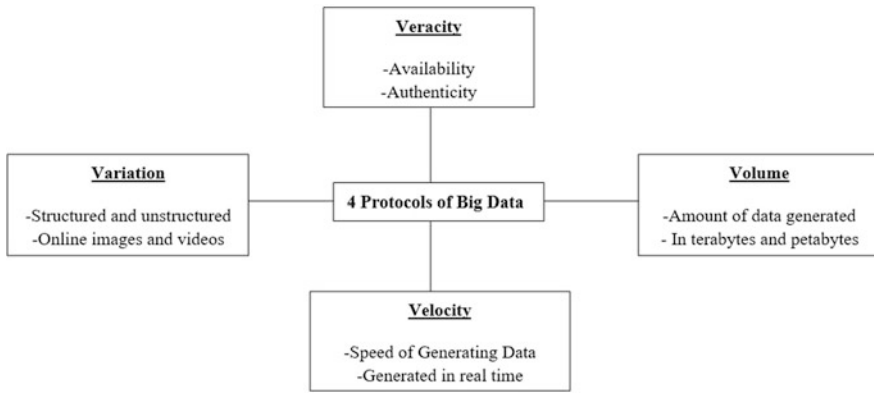 Veracity
-Availability
-Authenticity
Variation
-Structured and unstructured
-Online images and videos
4 Protocols of Big Data
Volume
-Amount of data generated
- In terabytes and petabytes
Velocity
-Speed of Generating Data
-Generated in real time